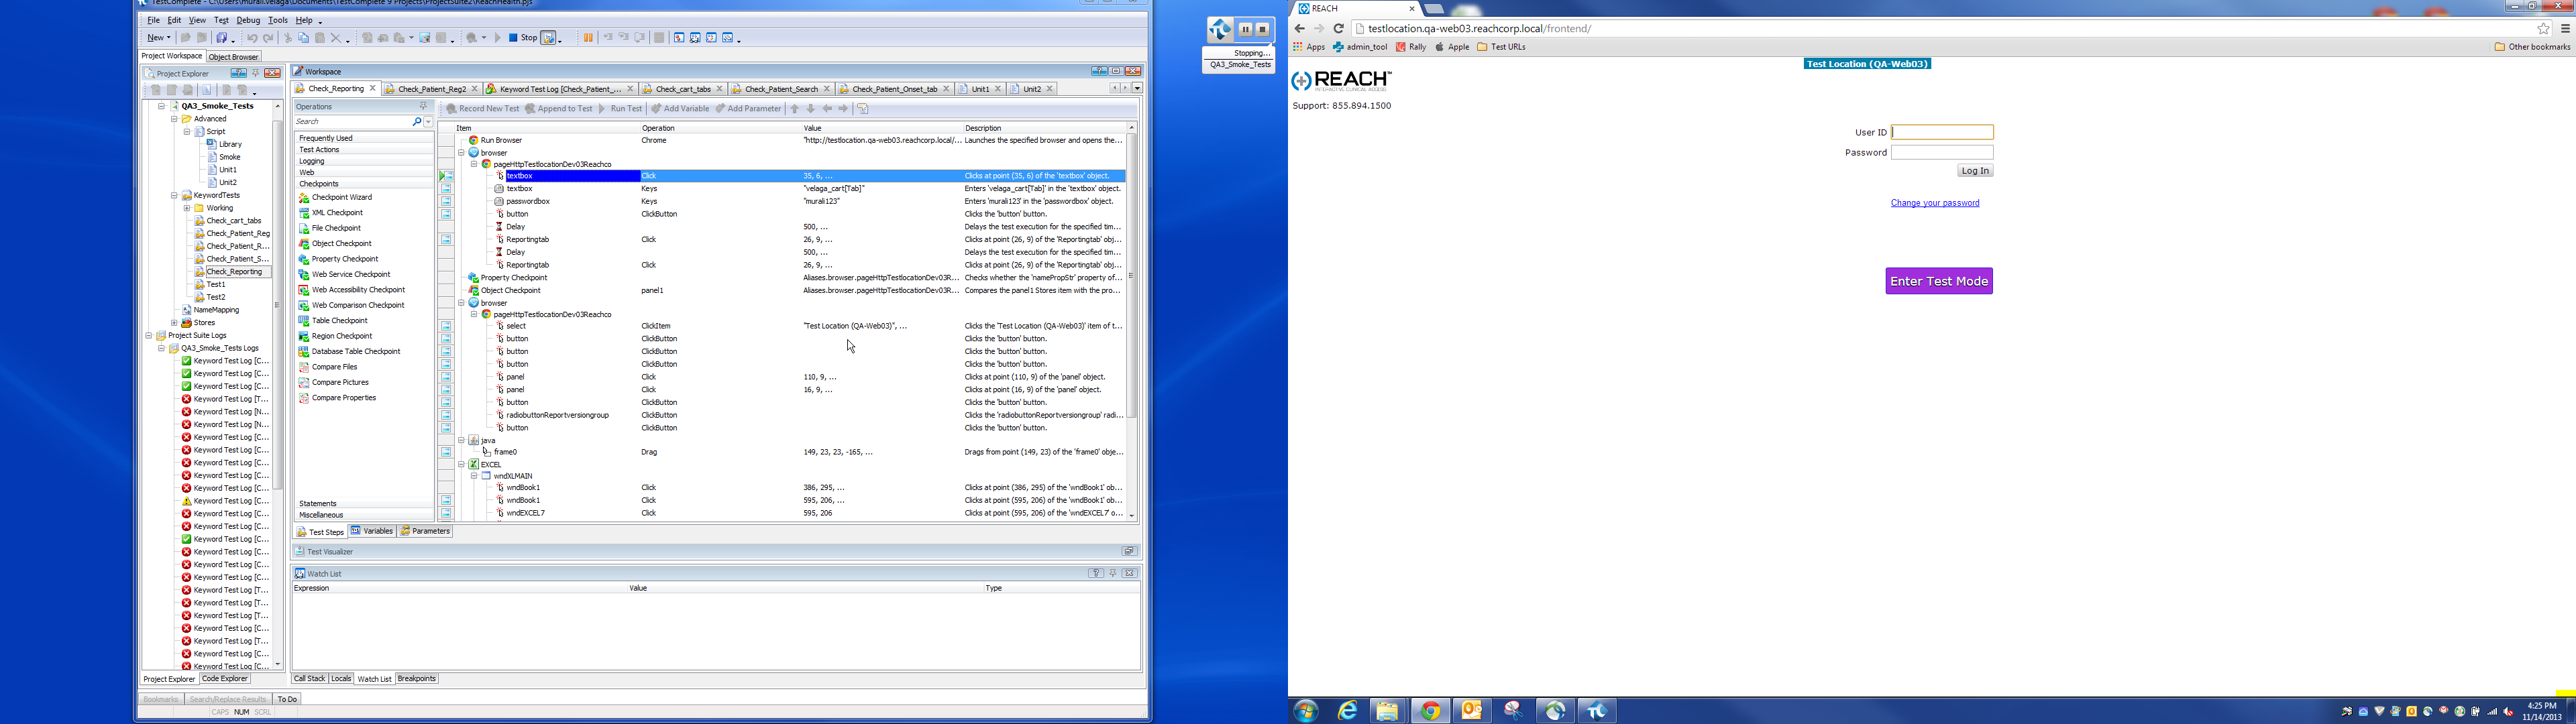 TestComplete - C:\Users\murali.velaga\Documents\TestComplete 9 Projects\ProjectSuite2\ReachHealth.pjs
File Edit View Test Debug Tools Help
New Stop
Project Workspace Object Browser
Project Explorer
QA3_Smoke_Tests
Advanced
Script
Library
Smoke
Unit1
Unit2
KeywordTests
Working
Check_cart_tabs
Check_Patient_Reg
Check_Patient_R...
Check_Patient_S...
Check_Reporting
Test1
Test2
NameMapping
Stores
Project Suite Logs
QA3_Smoke_Tests Logs
Keyword Test Log [C...
Keyword Test Log [C...
Keyword Test Log [C...
Keyword Test Log [T...
Keyword Test Log [N...
Keyword Test Log [N...
Keyword Test Log [C...
Keyword Test Log [C...
Keyword Test Log [C...
Keyword Test Log [C...
Keyword Test Log [C...
Keyword Test Log [C...
Keyword Test Log [C...
Keyword Test Log [C...
Keyword Test Log [C...
Keyword Test Log [C...
Keyword Test Log [C...
Keyword Test Log [C...
Keyword Test Log [T...
Keyword Test Log [T...
Keyword Test Log [T...
Keyword Test Log [C...
Keyword Test Log [T...
Keyword Test Log [C...
Keyword Test Log [C...
Project Explorer Code Explorer
Bookmarks Search/Replace Results To Do
CAPS NUM SCRL
Workspace
Check_Reporting Check_Patient_Reg2 Keyword Test Log [Check_Patient_... Check_cart_tabs Check_Patient_Search Check_Patient_Onset_tab Unit1 Unit2
Operations
Search
Frequently Used
Test Actions
Logging
Web
Checkpoints
Checkpoint Wizard
XML Checkpoint
File Checkpoint
Object Checkpoint
Property Checkpoint
Web Service Checkpoint
Web Accessibility Checkpoint
Web Comparison Checkpoint
Table Checkpoint
Region Checkpoint
Database Table Checkpoint
Compare Files
Compare Pictures
Compare Properties
Statements
Miscellaneous
Record New Test Append to Test Run Test Add Variable Add Parameter
Item Operation Value Description
Run Browser Chrome "http://testlocation.qa-web03.reachcorp.local/... Launches the specified browser and opens the...
browser
pageHttpTestlocationDev03Reachco
textbox Click 35, 6, ... Clicks at point (35, 6) of the 'textbox' object.
textbox Keys "velaga_cart[Tab]" Enters 'velaga_cart[Tab]' in the 'textbox' object.
passwordbox Keys "murali123" Enters 'murali123' in the 'passwordbox' object.
button ClickButton Clicks the 'button' button.
Delay 500, ... Delays the test execution for the specified tim...
Reportingtab Click 26, 9, ... Clicks at point (26, 9) of the 'Reportingtab' obj...
Delay 500, ... Delays the test execution for the specified tim...
Reportingtab Click 26, 9, ... Clicks at point (26, 9) of the 'Reportingtab' obj...
Property Checkpoint Aliases.browser.pageHttpTestlocationDev03R... Checks whether the 'namePropStr' property of...
Object Checkpoint panel1 Aliases.browser.pageHttpTestlocationDev03R... Compares the panel1 Stores item with the pro...
browser
pageHttpTestlocationDev03Reachco
select ClickItem "Test Location (QA-Web03)", ... Clicks the 'Test Location (QA-Web03)' item of t...
button ClickButton Clicks the 'button' button.
button ClickButton Clicks the 'button' button.
button ClickButton Clicks the 'button' button.
panel Click 110, 9, ... Clicks at point (110, 9) of the 'panel' object.
panel Click 16, 9, ... Clicks at point (16, 9) of the 'panel' object.
button ClickButton Clicks the 'button' button.
radiobuttonReportversiongroup ClickButton Clicks the 'radiobuttonReportversiongroup' radi...
button ClickButton Clicks the 'button' button.
java
frame0 Drag 149, 23, 23, -165, ... Drags from point (149, 23) of the 'frame0' obje...
EXCEL
wndXLMAIN
wndBook1 Click 386, 295, ... Clicks at point (386, 295) of the 'wndBook1' ob...
wndBook1 Click 595, 206, ... Clicks at point (595, 206) of the 'wndBook1' ob...
wndEXCEL7 Click 595, 206 Clicks at point (595, 206) of the 'wndEXCEL7' o...
Test Steps Variables Parameters
Test Visualizer
Watch List
Expression Value Type
Call Stack Locals Watch List Breakpoints
Stopping...
QA3_Smoke_Tests
REACH
testlocation.qa-web03.reachcorp.local/frontend/
Apps admin_tool Rally Apple Test URLs Other bookmarks
Test Location (QA-Web03)
REACH
INTERACTIVE CLINICAL ACCESS
Support: 855.894.1500
User ID
Password
Log In
Change your password
Enter Test Mode
4:25 PM
11/14/2013